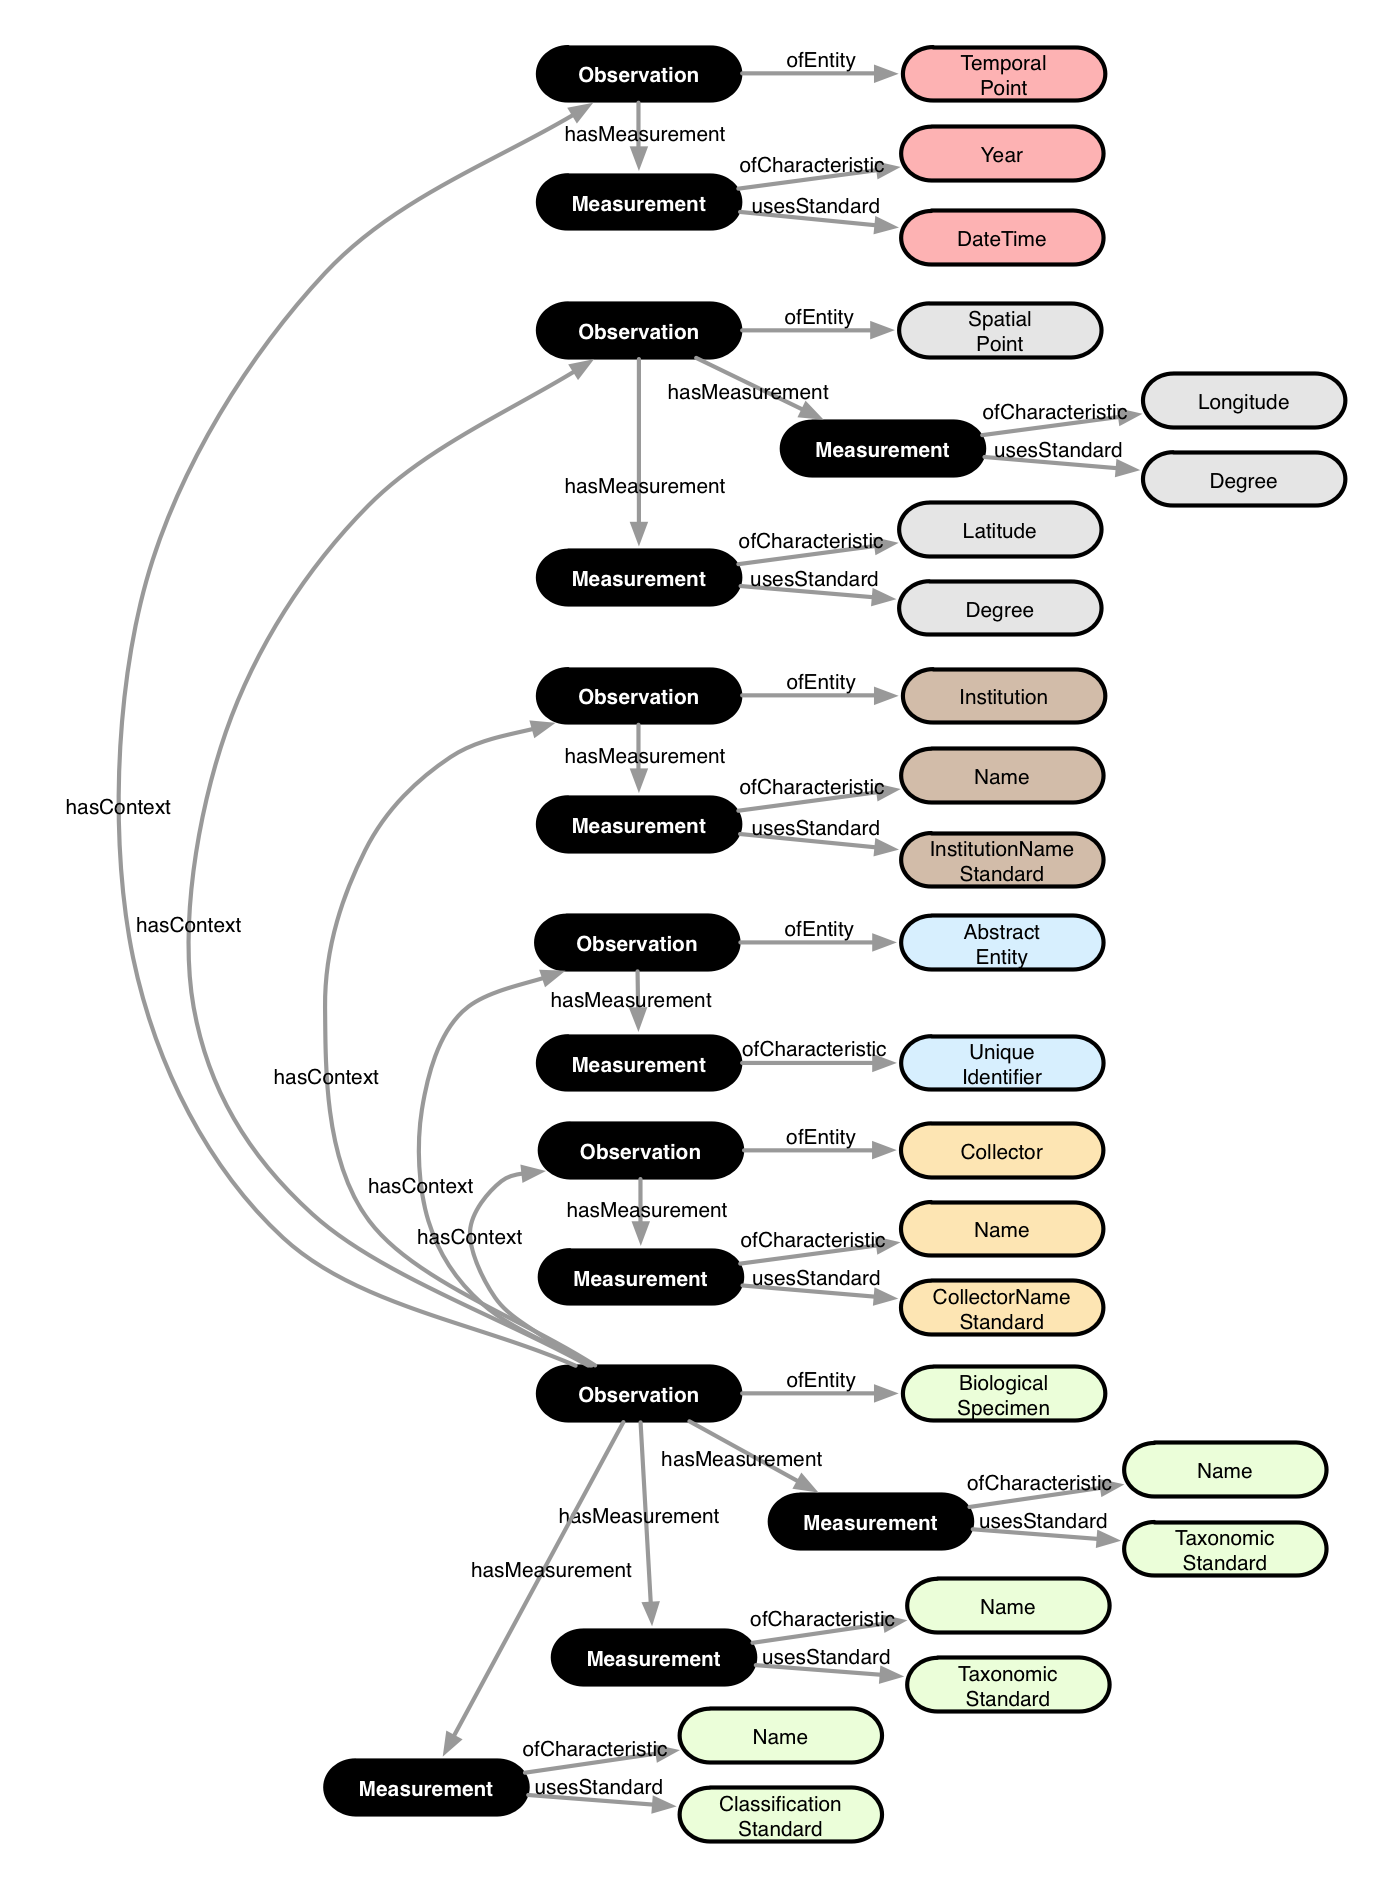 Observation
ofEntity
Temporal
Point
hasMeasurement
ofCharacteristic
Year
Measurement
usesStandard
DateTime
Observation
ofEntity
Spatial
Point
hasMeasurement
ofCharacteristic
Longitude
Measurement
usesStandard
Degree
hasMeasurement
ofCharacteristic
Latitude
Measurement
usesStandard
Degree
Observation
ofEntity
Institution
hasMeasurement
ofCharacteristic
Name
hasContext
Measurement
usesStandard
InstitutionName
Standard
hasContext
Observation
ofEntity
Abstract
Entity
hasMeasurement
Measurement
ofCharacteristic
Unique
Identifier
hasContext
Observation
ofEntity
Collector
hasContext
hasMeasurement
hasContext
ofCharacteristic
Name
Measurement
usesStandard
CollectorName
Standard
Observation
ofEntity
Biological
Specimen
hasMeasurement
ofCharacteristic
Name
Measurement
usesStandard
Taxonomic
Standard
hasMeasurement
hasMeasurement
ofCharacteristic
Name
Measurement
usesStandard
Taxonomic
Standard
ofCharacteristic
Name
Measurement
usesStandard
Classification
Standard